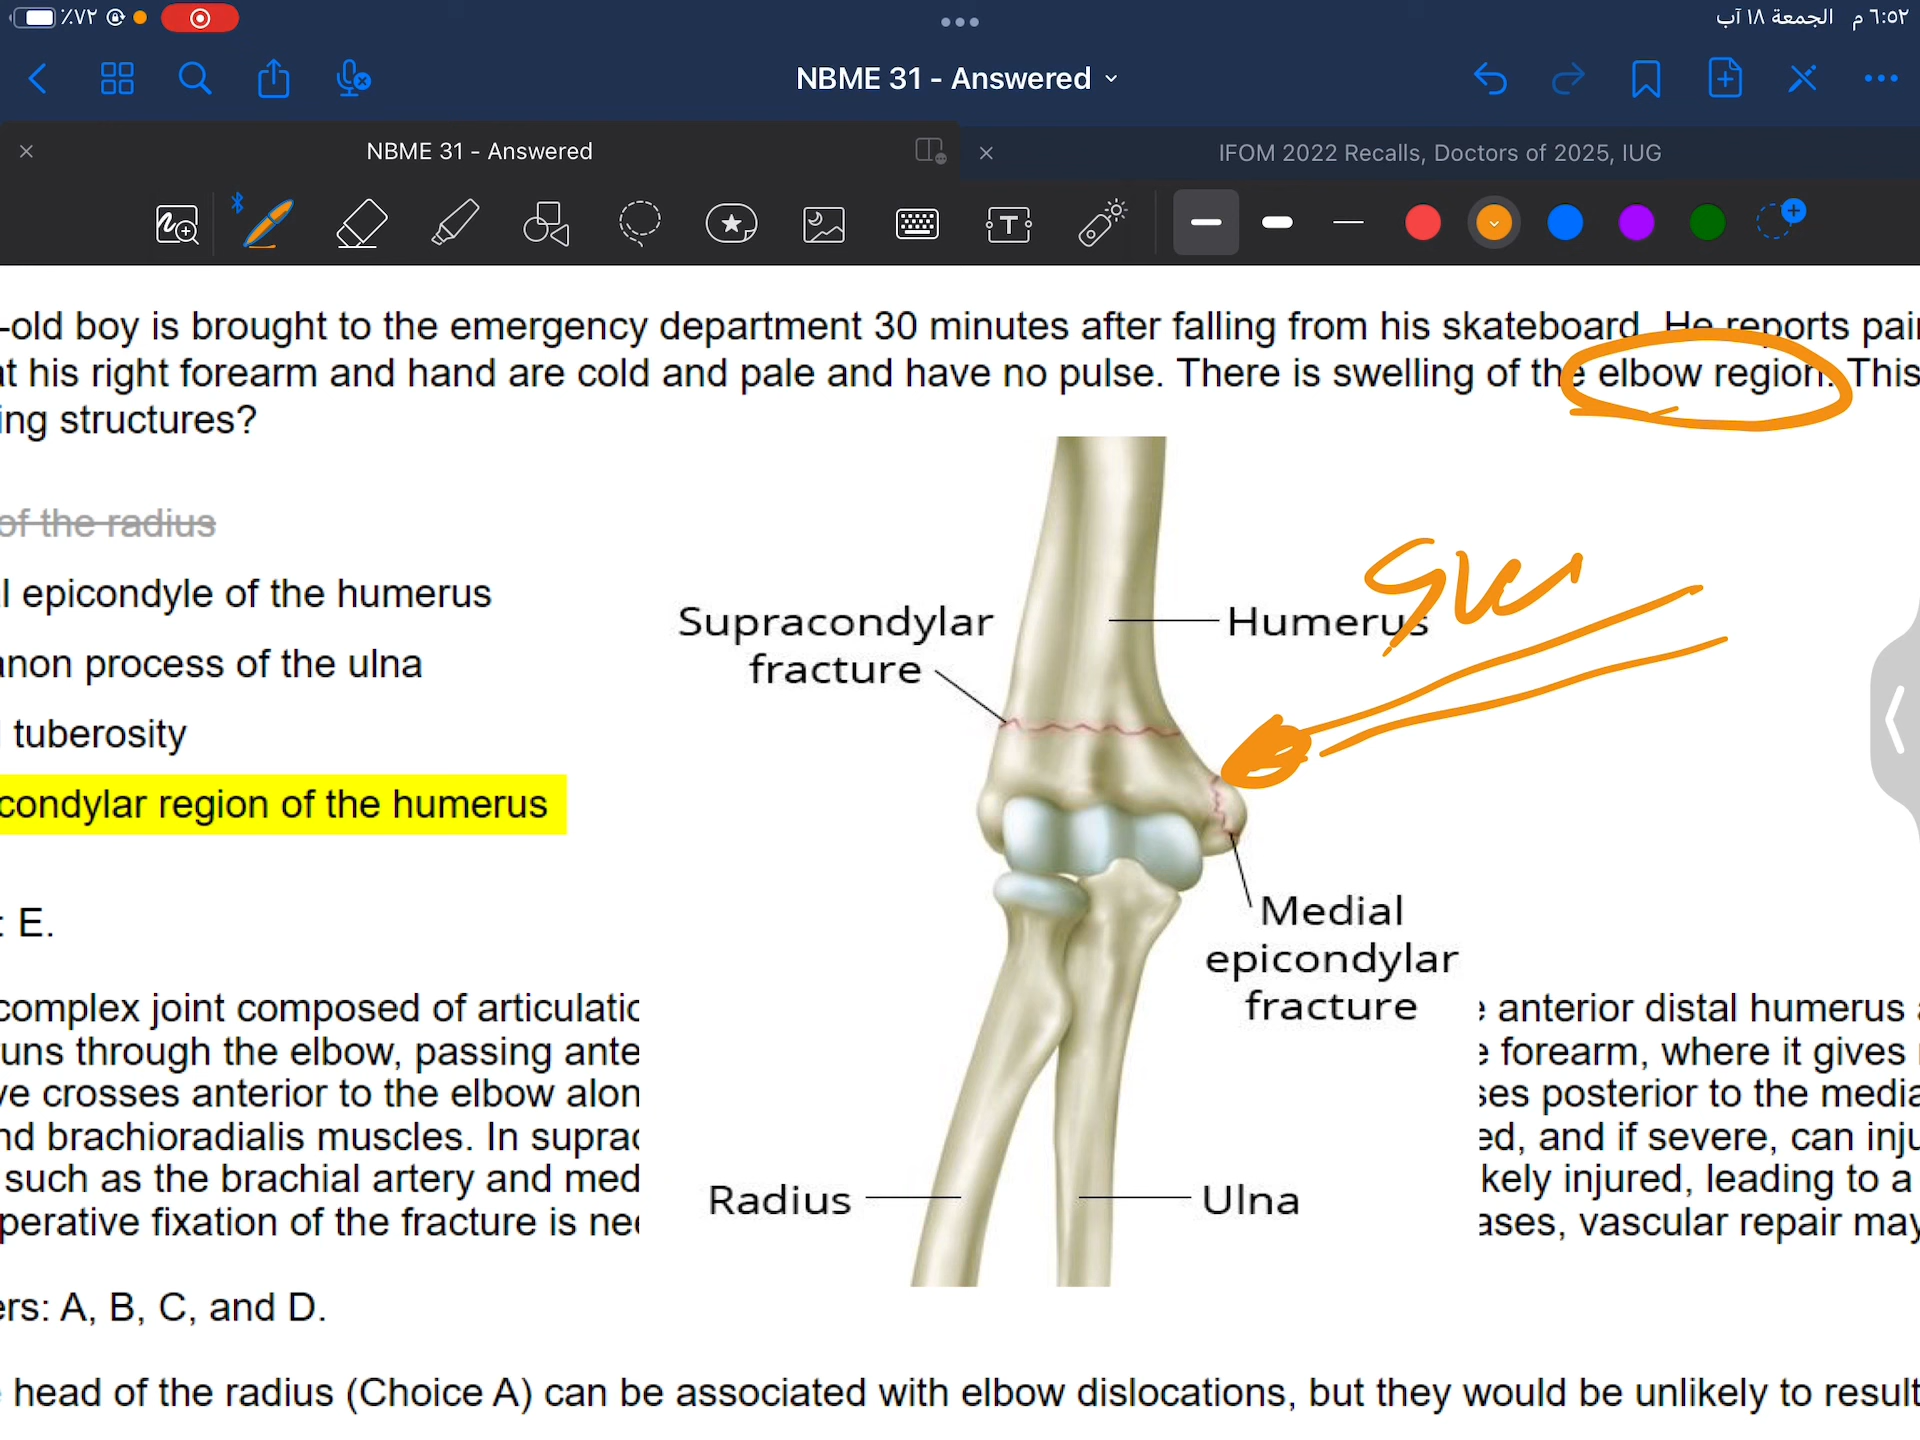 ٪٧٢
٦:٥٢ م الجمعة ١٨ آب
NBME 31 - Answered
NBME 31 - Answered
IFOM 2022 Recalls, Doctors of 2025, IUG
-old boy is brought to the emergency department 30 minutes after falling from his skateboard. He reports pain
at his right forearm and hand are cold and pale and have no pulse. There is swelling of the elbow region. This
ing structures?
of the radius
l epicondyle of the humerus
anon process of the ulna
tuberosity
condylar region of the humerus
Supracondylar
fracture
Humerus
Medial
epicondylar
fracture
Radius
Ulna
: E.
complex joint composed of articulatic
e anterior distal humerus
uns through the elbow, passing ante
e forearm, where it gives
ve crosses anterior to the elbow alon
ses posterior to the media
nd brachioradialis muscles. In suprac
ed, and if severe, can inju
such as the brachial artery and med
kely injured, leading to a
perative fixation of the fracture is nee
ases, vascular repair may
ers: A, B, C, and D.
head of the radius (Choice A) can be associated with elbow dislocations, but they would be unlikely to result